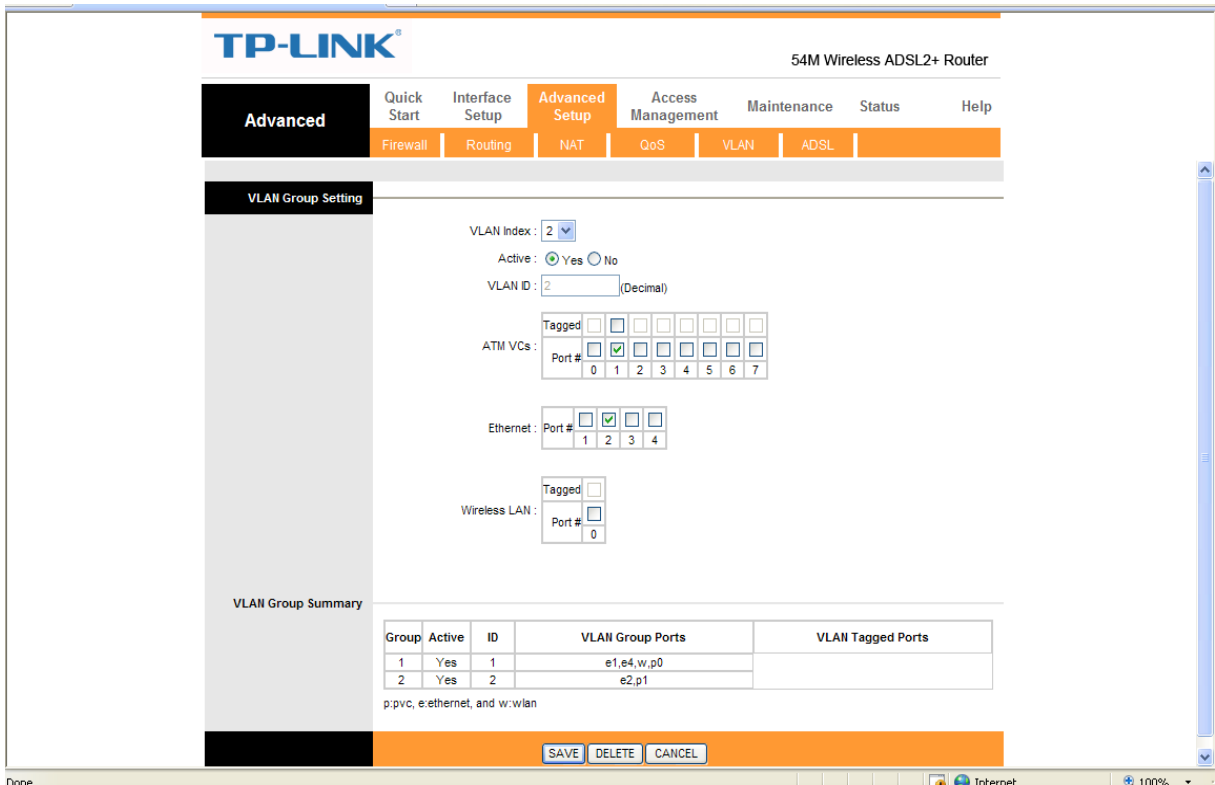 TP-LINK®
54M Wireless ADSL2+ Router
Advanced
Quick Start
Interface Setup
Advanced Setup
Access Management
Maintenance
Status
Help
Firewall
Routing
NAT
QoS
VLAN
ADSL
VLAN Group Setting
VLAN Index : 2
Active : Yes No
VLAN ID : 2 (Decimal)
ATM VCs :
Tagged
Port #
0 1 2 3 4 5 6 7
Ethernet : Port #
1 2 3 4
Wireless LAN :
Tagged
Port #
0
VLAN Group Summary
Group Active ID VLAN Group Ports VLAN Tagged Ports
1 Yes 1 e1,e4,w,p0
2 Yes 2 e2,p1
p:pvc, e:ethernet, and w:wlan
SAVE DELETE CANCEL
Done Internet 100%